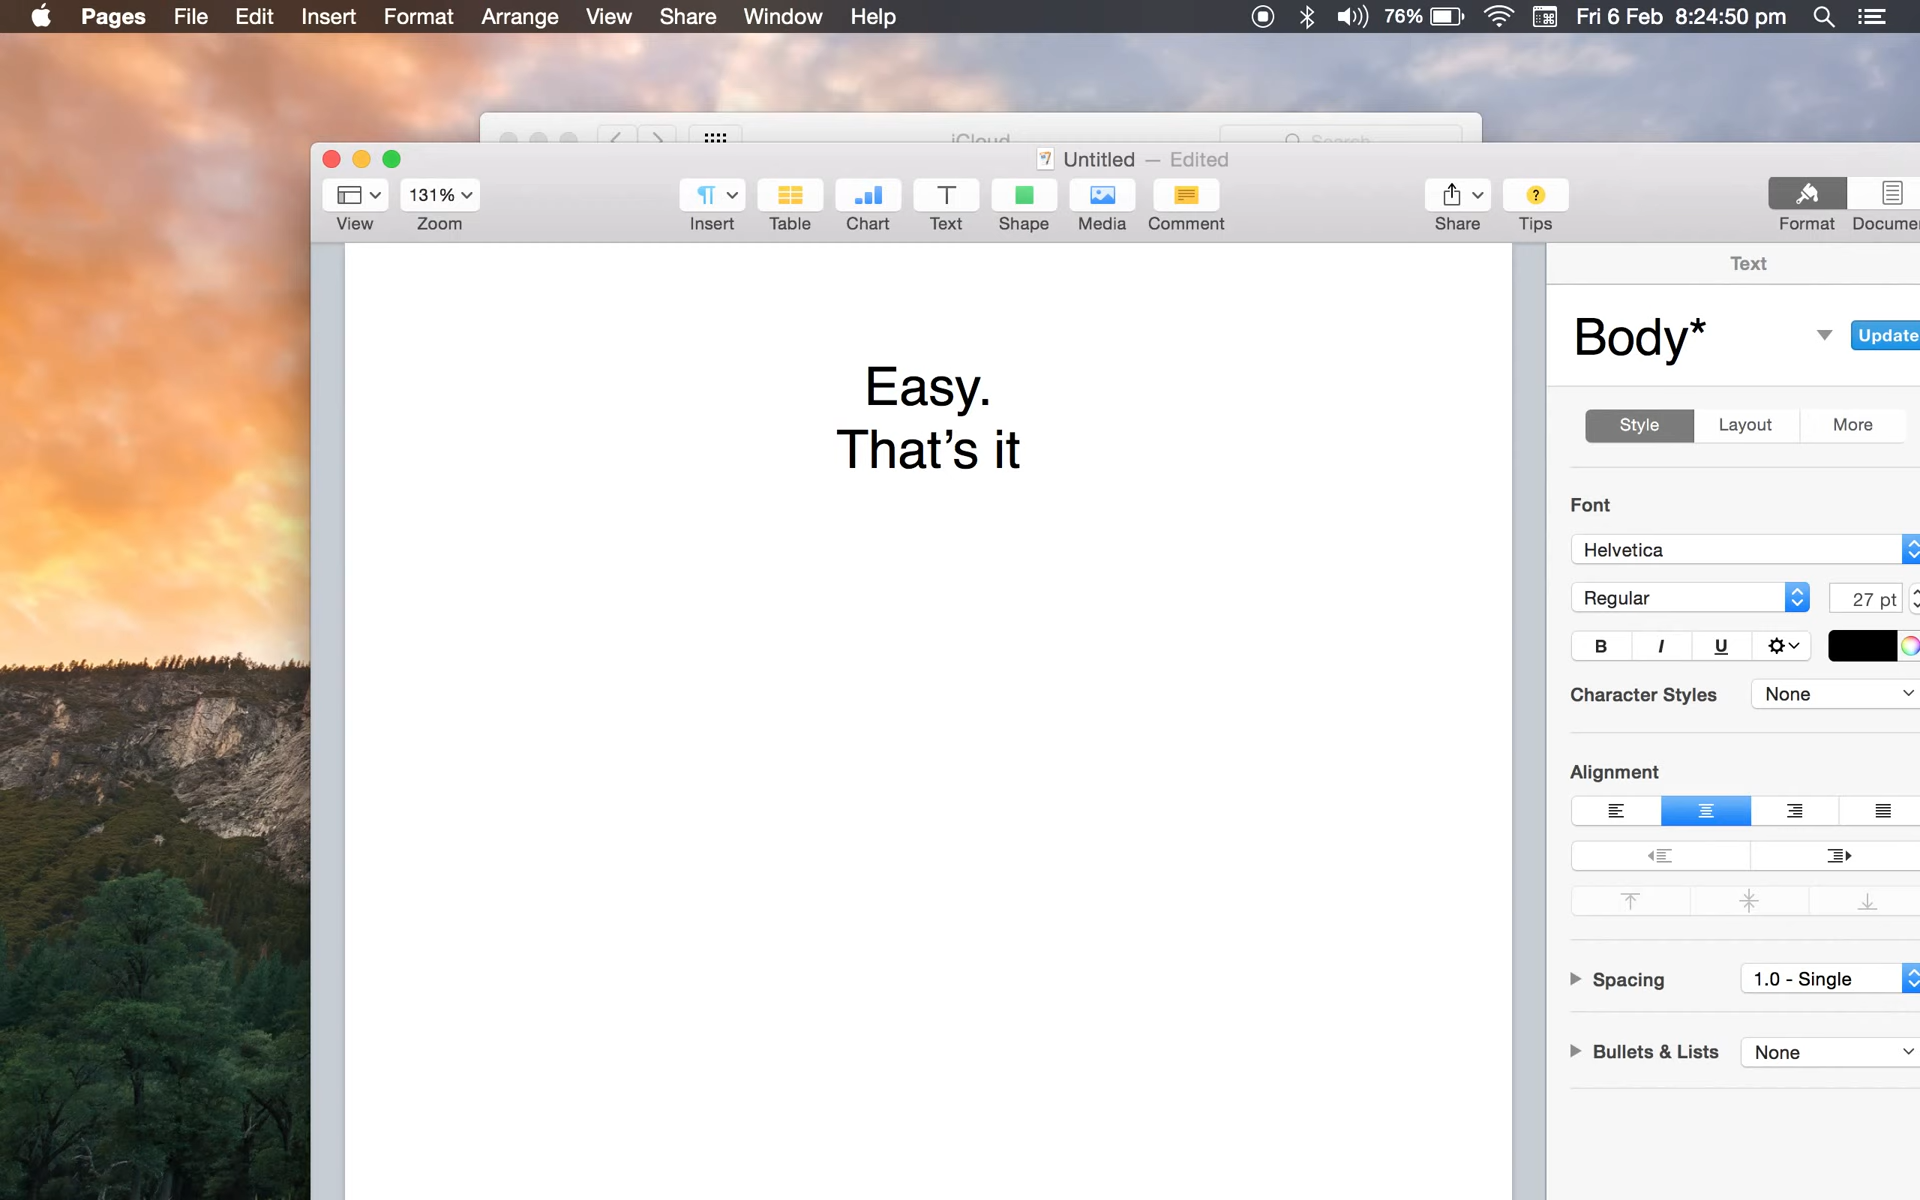 Pages File Edit Insert Format Arrange View Share Window Help 76% Fri 6 Feb 8:24:50 pm
iCloud Search
Untitled — Edited
131%
View Zoom Insert Table Chart Text Shape Media Comment Share Tips Format
Text
Body* Update
Easy.
That’s it
Style Layout More
Font
Helvetica
Regular 27 pt
B I U
Character Styles None
Alignment
Spacing 1.0 - Single
Bullets & Lists None